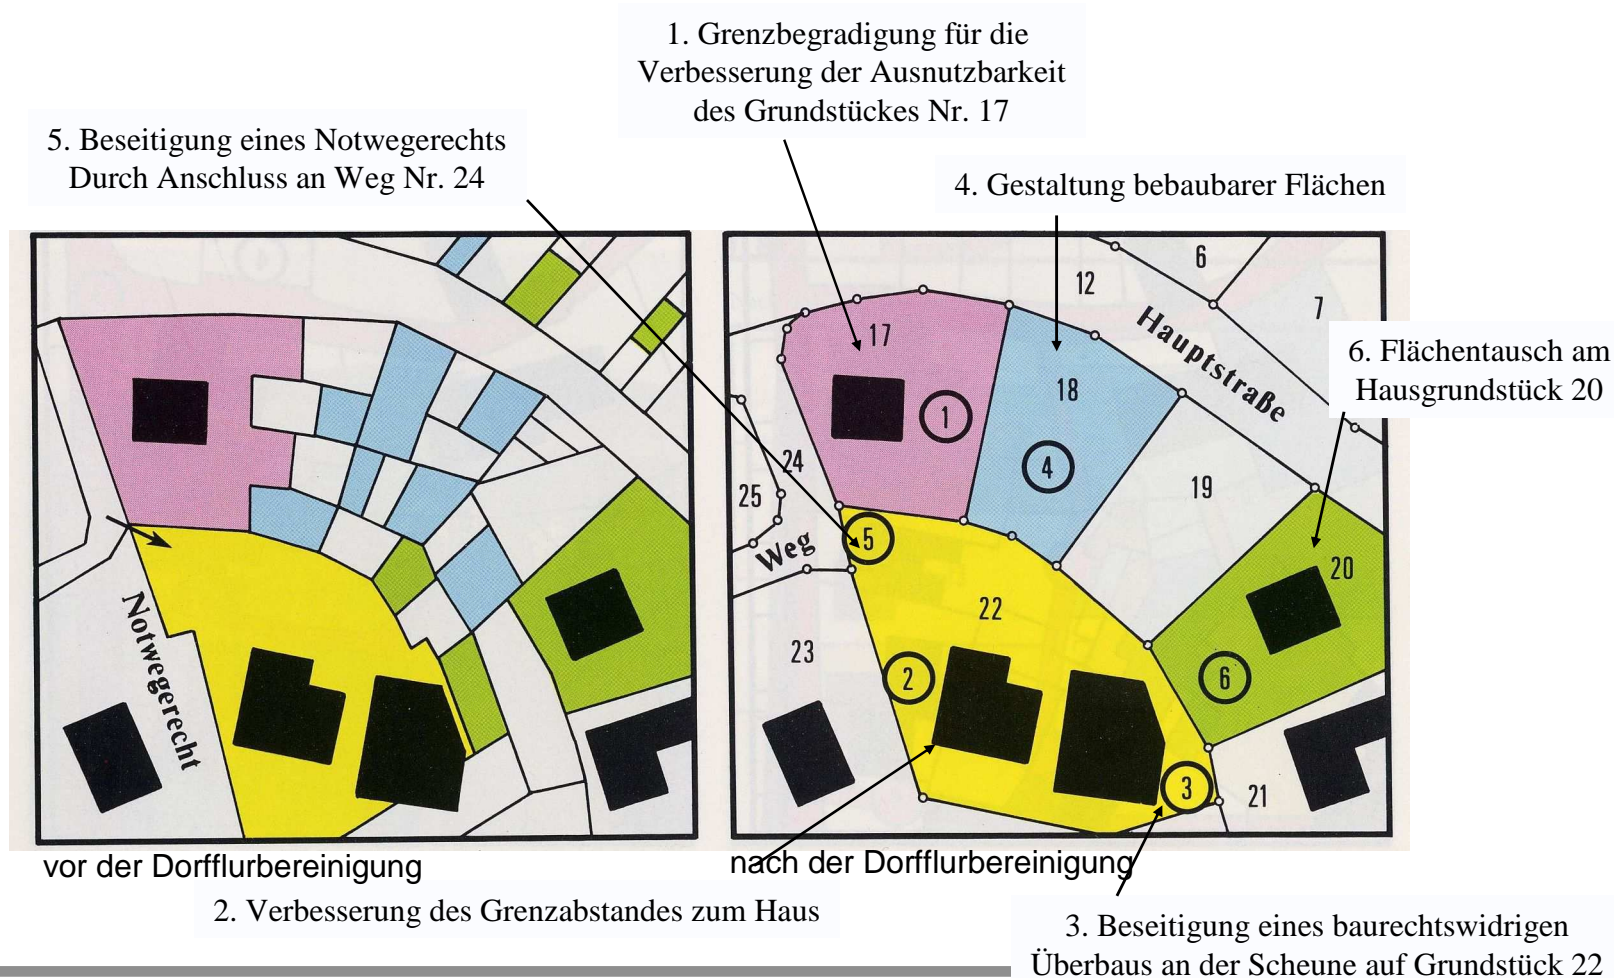 1. Grenzbegradigung für die
Verbesserung der Ausnutzbarkeit
des Grundstückes Nr. 17
5. Beseitigung eines Notwegerechts
Durch Anschluss an Weg Nr. 24
4. Gestaltung bebaubarer Flächen
6. Flächentausch am
Hausgrundstück 20
Notwegerecht
6
12
7
Hauptstraße
17
18
1
4
24
25
19
5
Weg
20
22
23
2
6
3
21
vor der Dorfflurbereinigung
nach der Dorfflurbereinigung
2. Verbesserung des Grenzabstandes zum Haus
3. Beseitigung eines baurechtswidrigen
Überbaus an der Scheune auf Grundstück 22